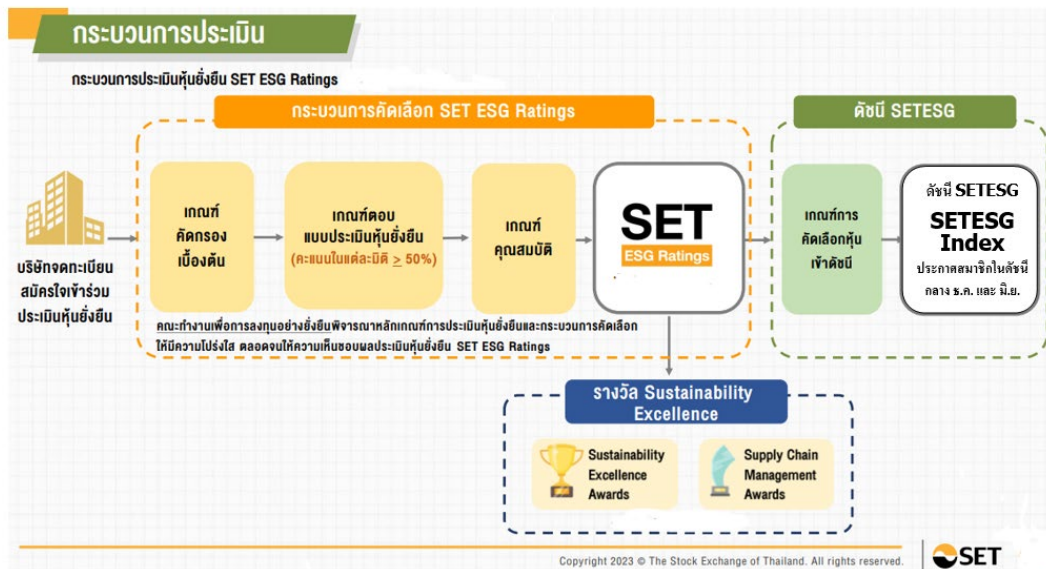 กระบวนการประเมิน
กระบวนการประเมินหุ้นยั่งยืน SET ESG Ratings
กระบวนการคัดเลือก SET ESG Ratings
ดัชนี SETESG
บริษัทจดทะเบียน
สมัครใจเข้าร่วม
ประเมินหุ้นยั่งยืน
เกณฑ์
คัดกรอง
เบื้องต้น
เกณฑ์ตอบ
แบบประเมินหุ้นยั่งยืน
(คะแนนในแต่ละมิติ ≥ 50%)
เกณฑ์
คุณสมบัติ
SET
ESG Ratings
เกณฑ์การ
คัดเลือกหุ้น
เข้าดัชนี
ดัชนี SETESG
SETESG
Index
ประกาศสมาชิกในดัชนี
กลาง ธ.ค. และ มิ.ย.
คณะทำงานเพื่อการลงทุนอย่างยั่งยืนพิจารณาหลักเกณฑ์การประเมินหุ้นยั่งยืนและกระบวนการคัดเลือก
ให้มีความโปร่งใส ตลอดจนให้ความเห็นชอบผลประเมินหุ้นยั่งยืน SET ESG Ratings
รางวัล Sustainability
Excellence
Sustainability
Excellence
Awards
Supply Chain
Management
Awards
Copyright 2023 © The Stock Exchange of Thailand. All rights reserved.
SET